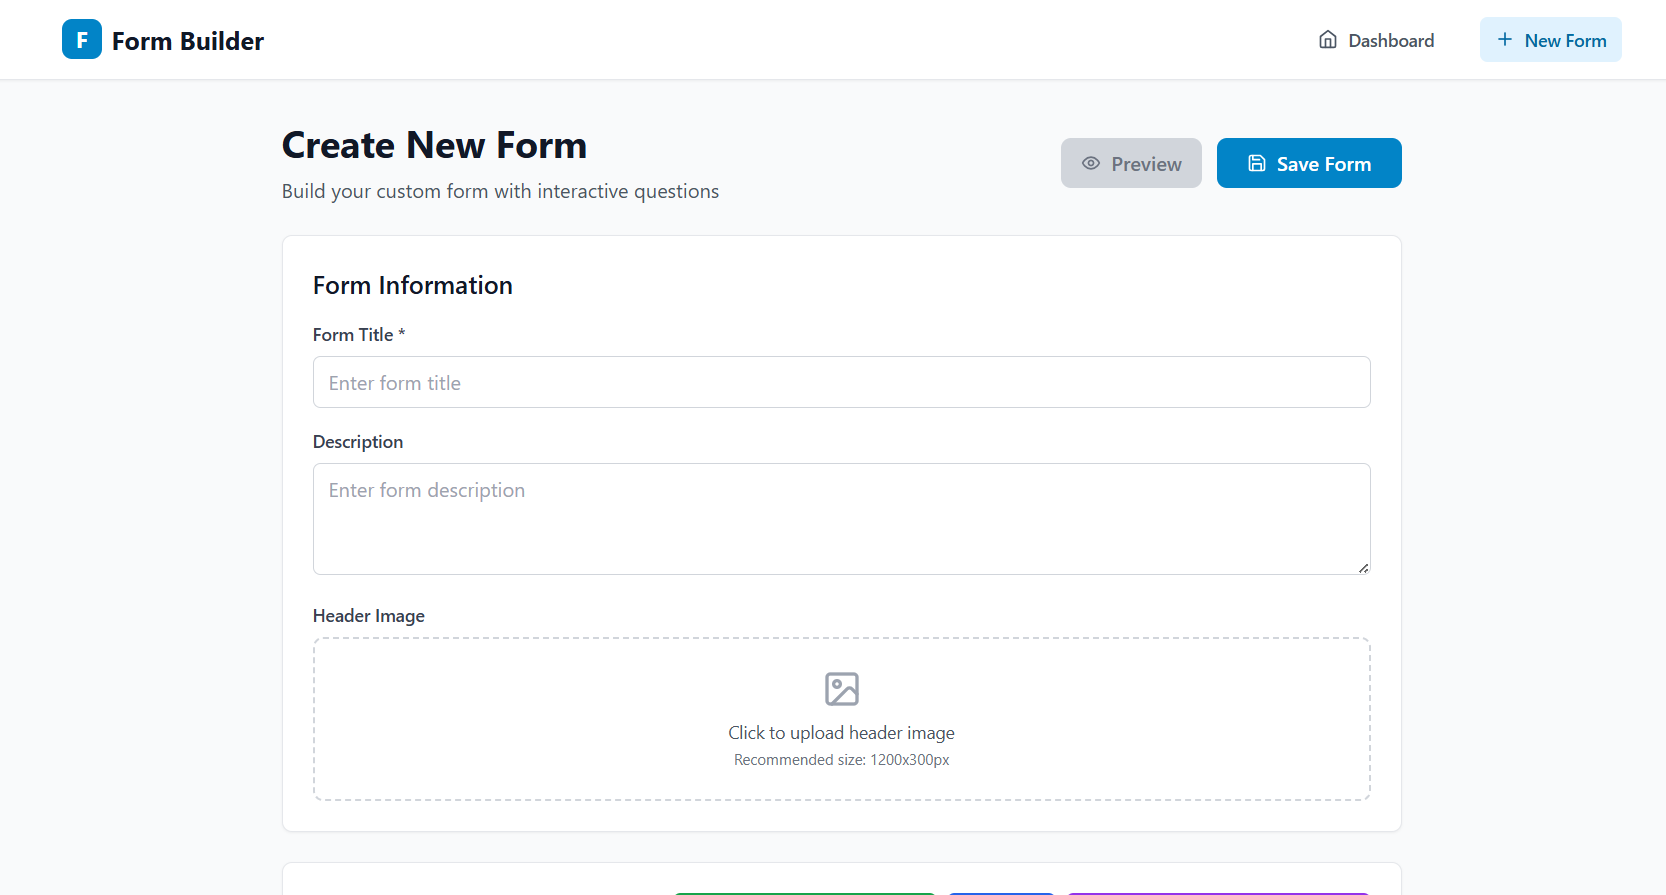 F Form Builder
Dashboard
New Form
Create New Form
Build your custom form with interactive questions
Preview
Save Form
Form Information
Form Title *
Enter form title
Description
Enter form description
Header Image
Click to upload header image
Recommended size: 1200x300px